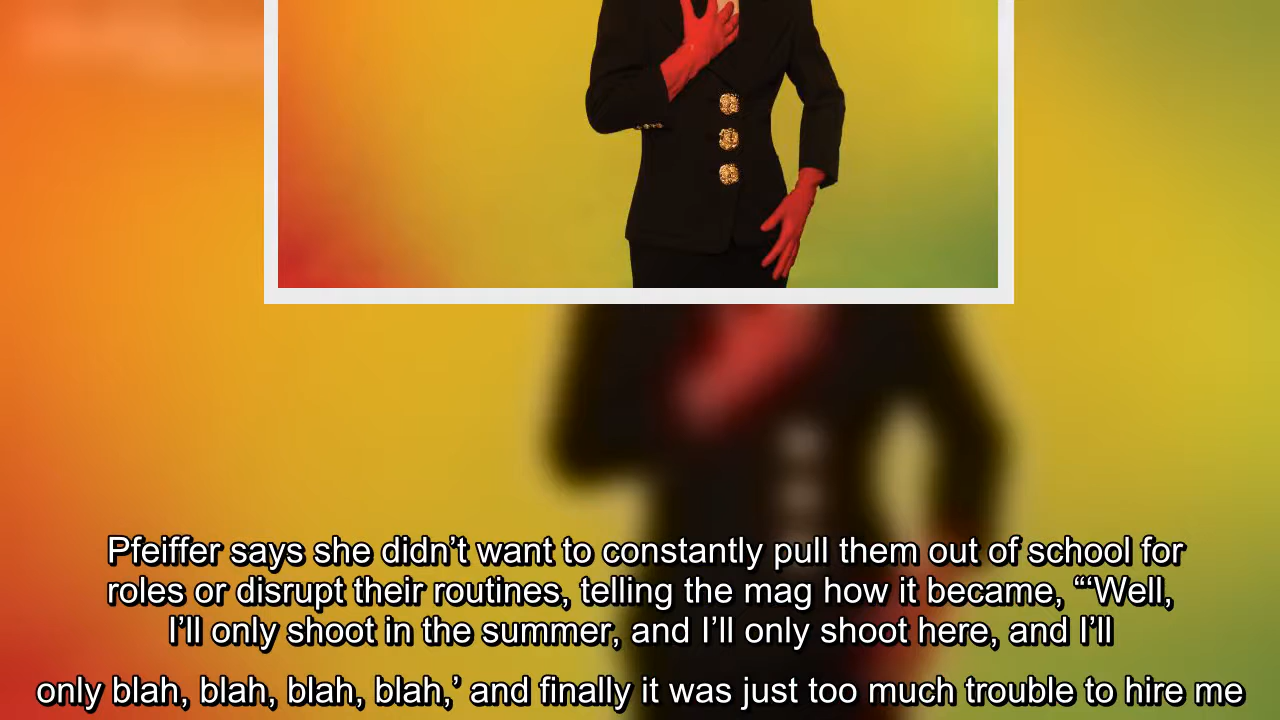 Pfeiffer says she didn’t want to constantly pull them out of school for
roles or disrupt their routines, telling the mag how it became, “‘Well,
I’ll only shoot in the summer, and I’ll only shoot here, and I’ll
only blah, blah, blah, blah,’ and finally it was just too much trouble to hire me